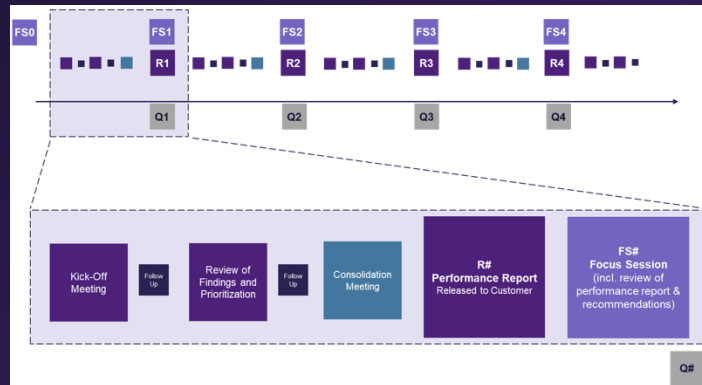 FS0
FS1
FS2
FS3
FS4
R1
R2
R3
R4
Q1
Q2
Q3
Q4
Kick-Off
Meeting
Follow
Up
Review of
Findings and
Prioritization
Follow
Up
Consolidation
Meeting
R#
Performance Report
Released to Customer
FS#
Focus Session
(incl. review of
performance report &
recommendations)
Q#